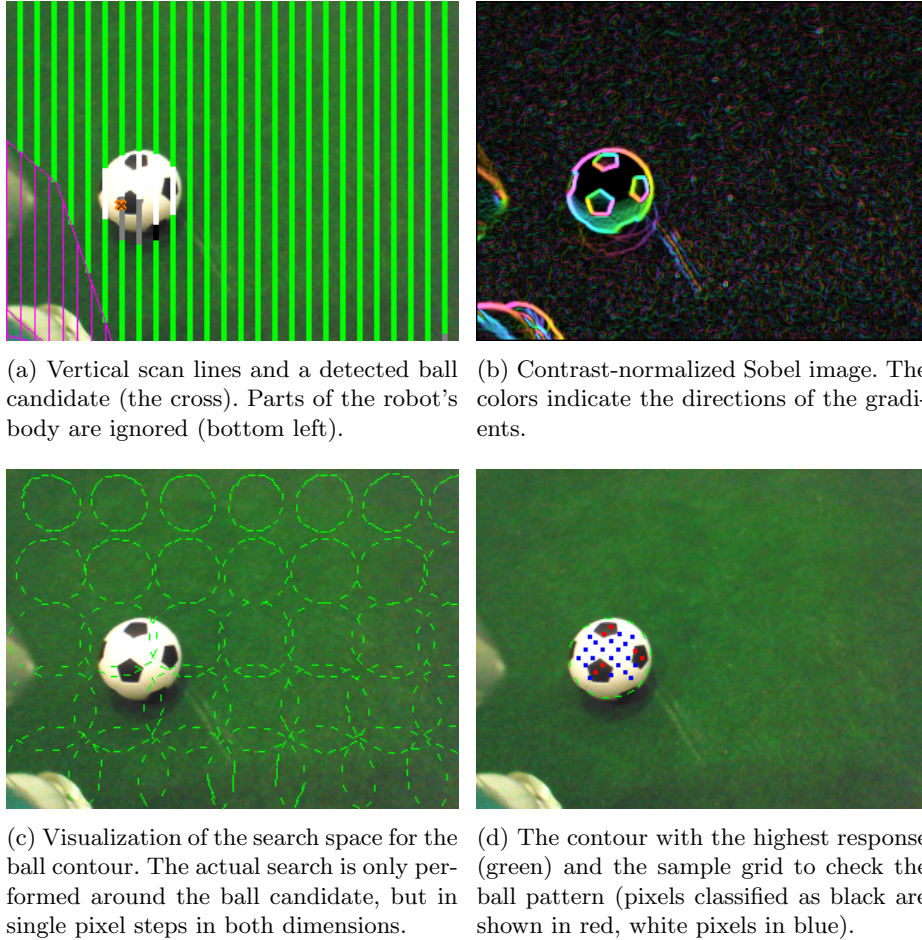 (a) Vertical scan lines and a detected ball
candidate (the cross). Parts of the robot's
body are ignored (bottom left).
(b) Contrast-normalized Sobel image. The
colors indicate the directions of the gradi-
ents.
(c) Visualization of the search space for the
ball contour. The actual search is only per-
formed around the ball candidate, but in
single pixel steps in both dimensions.
(d) The contour with the highest response
(green) and the sample grid to check the
ball pattern (pixels classified as black are
shown in red, white pixels in blue).